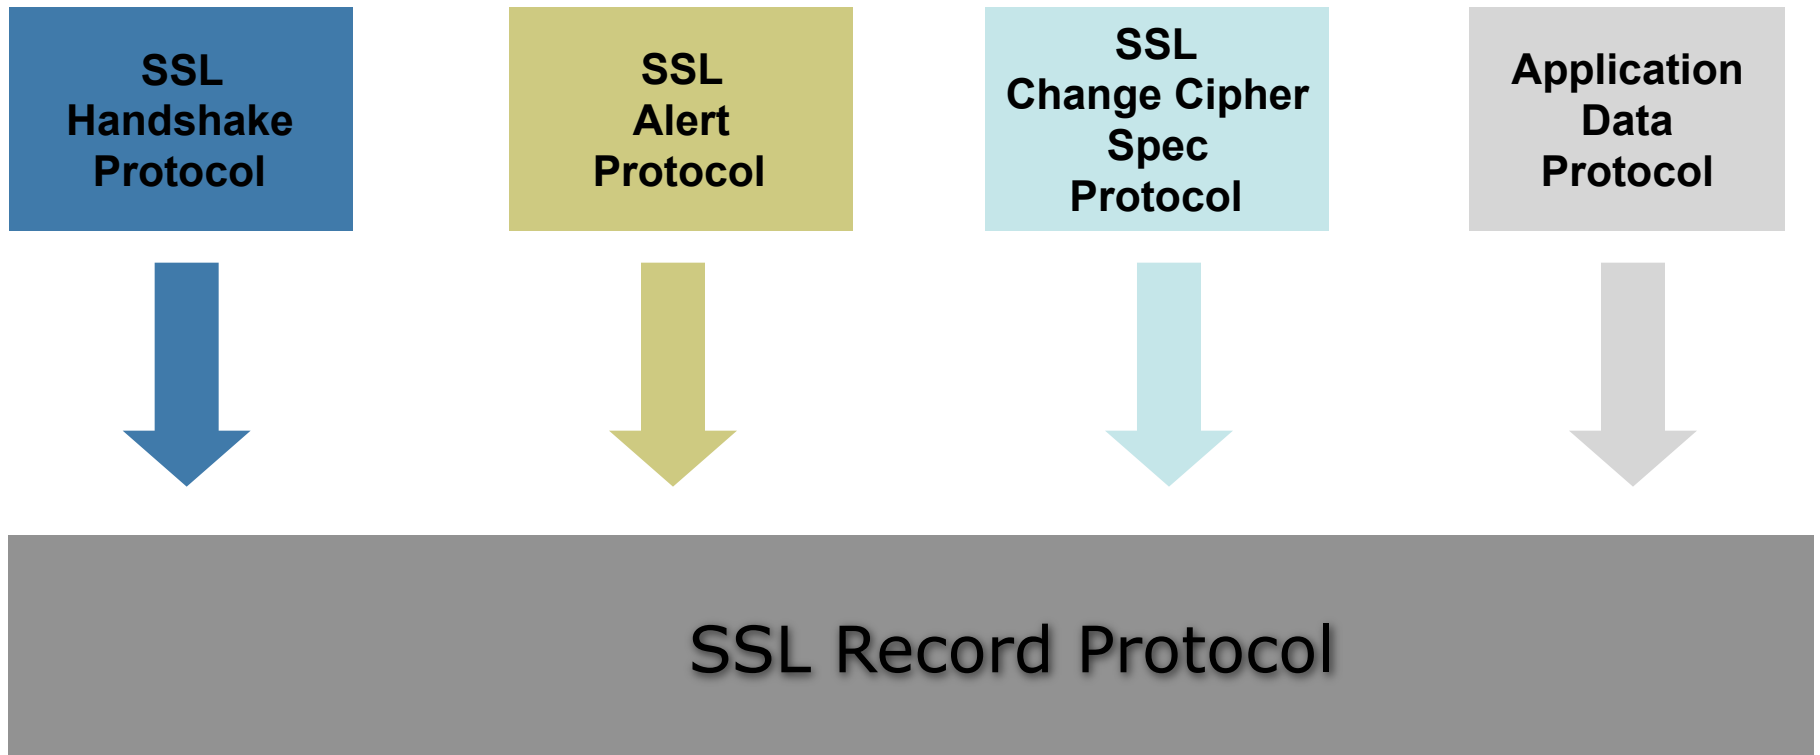 SSL
Handshake
Protocol
SSL
Alert
Protocol
SSL
Change Cipher
Spec
Protocol
Application
Data
Protocol
SSL Record Protocol